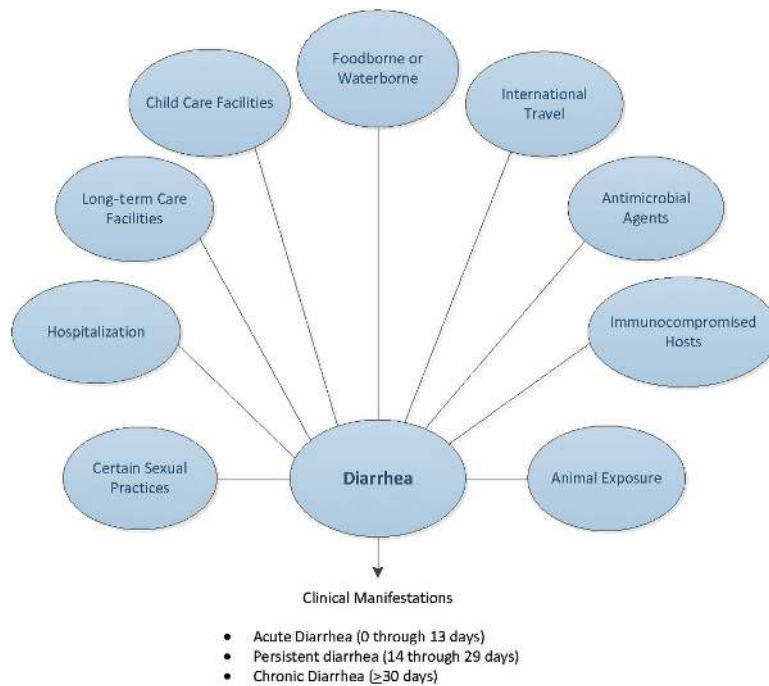 Foodborne or
Waterborne
Child Care Facilities
International
Travel
Long-term Care
Facilities
Antimicrobial
Agents
Hospitalization
Immunocompromised
Hosts
Certain Sexual
Practices
Diarrhea
Animal Exposure
Clinical Manifestations
• Acute Diarrhea (0 through 13 days)
• Persistent diarrhea (14 through 29 days)
• Chronic Diarrhea (≥30 days)